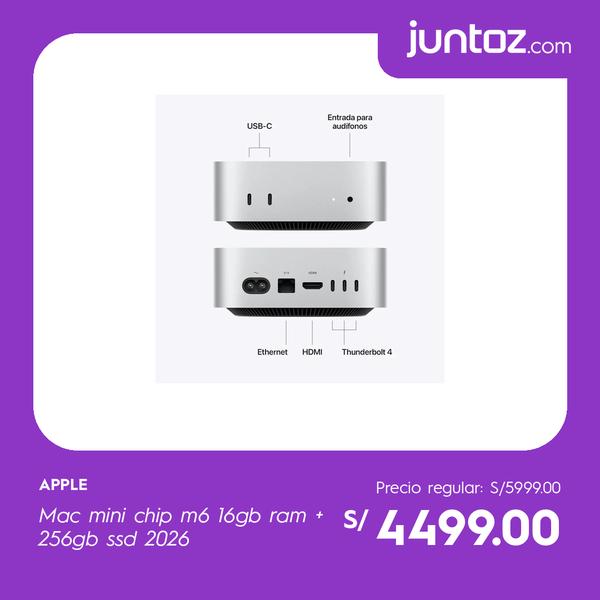 juntoz.com
USB-C
Entrada para
audífonos
HDMI
Ethernet
HDMI
Thunderbolt 4
APPLE
Mac mini chip m6 16gb ram +
256gb ssd 2026
Precio regular: S/5999.00
S/ 4499.00